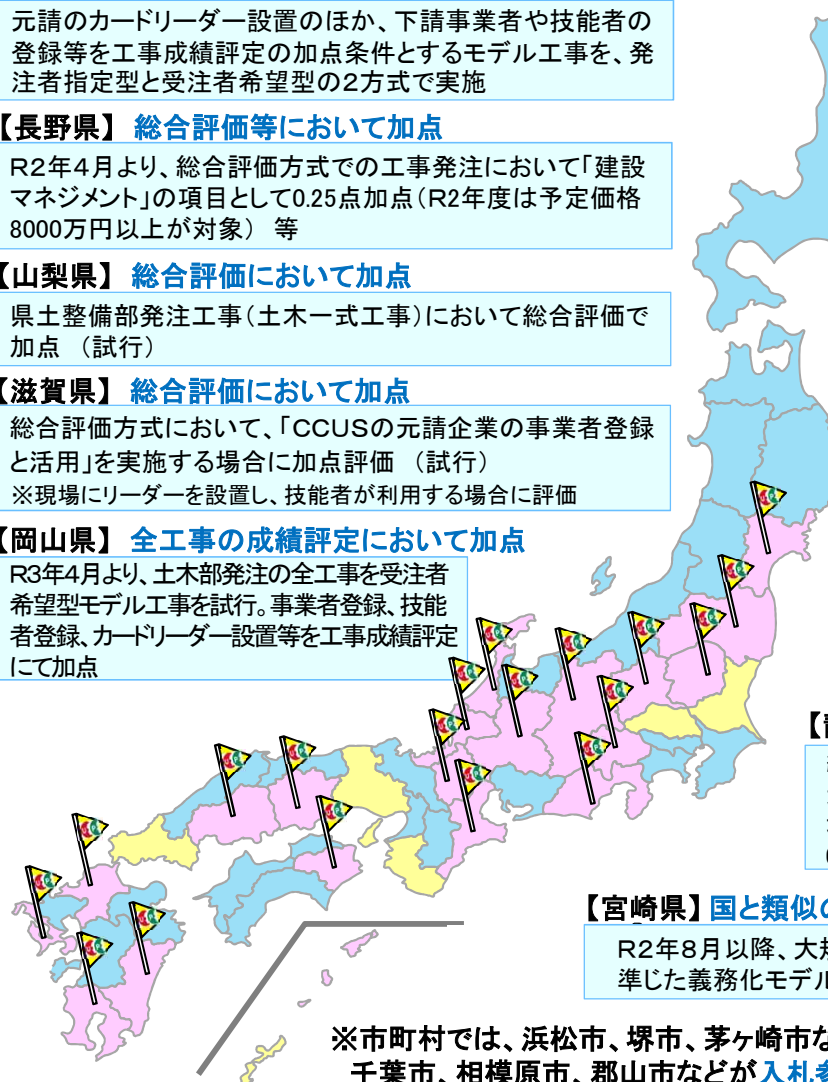 元請のカードリーダー設置のほか、下請事業者や技能者の
登録等を工事成績評定の加点条件とするモデル工事を、発
注者指定型と受注者希望型の2方式で実施
【長野県】 総合評価等において加点
R2年4月より、総合評価方式での工事発注において「建設
マネジメント」の項目として0.25点加点(R2年度は予定価格
8000万円以上が対象) 等
【山梨県】 総合評価において加点
県土整備部発注工事(土木一式工事)において総合評価で
加点 (試行)
【滋賀県】 総合評価において加点
総合評価方式において、「CCUSの元請企業の事業者登録
と活用」を実施する場合に加点評価 (試行)
※現場にリーダーを設置し、技能者が利用する場合に評価
【岡山県】 全工事の成績評定において加点
R3年4月より、土木部発注の全工事を受注者
希望型モデル工事を試行。事業者登録、技能
者登録、カードリーダー設置等を工事成績評定
にて加点
【宮崎県】 国と類似の
R2年8月以降、大規
準じた義務化モデル
※市町村では、浜松市、堺市、茅ヶ崎市な
千葉市、相模原市、郡山市などが入札参